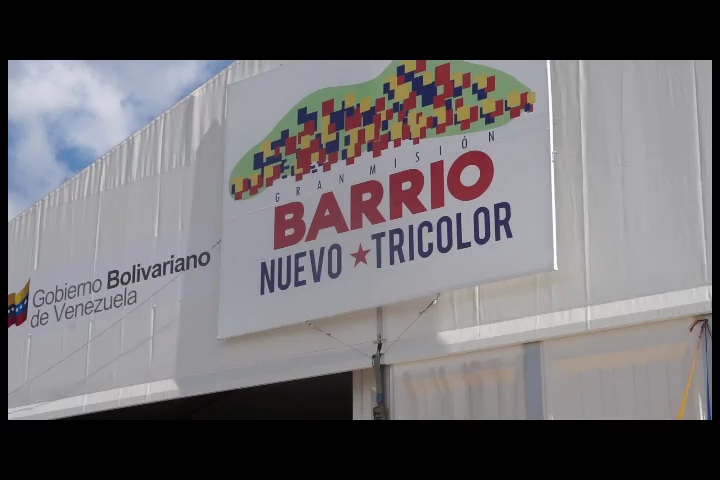 GRAN MISIÓN
BARRIO
NUEVO ★ TRICOLOR
Gobierno Bolivariano
de Venezuela